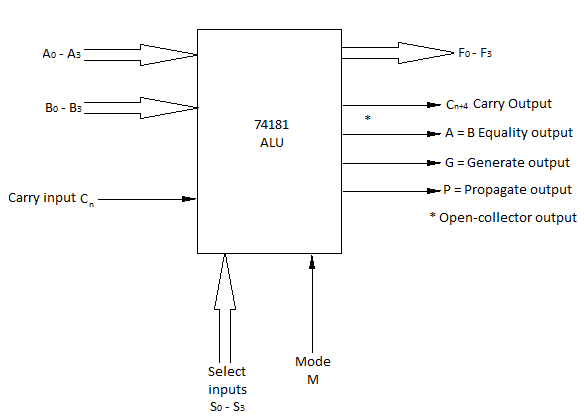 A₀ - A₃
F₀ - F₃
B₀ - B₃
Cₙ₊₄ Carry Output
*
74181
ALU
A = B Equality output
G = Generate output
Carry input Cₙ
P = Propagate output
* Open-collector output
Select
inputs
S₀ - S₃
Mode
M